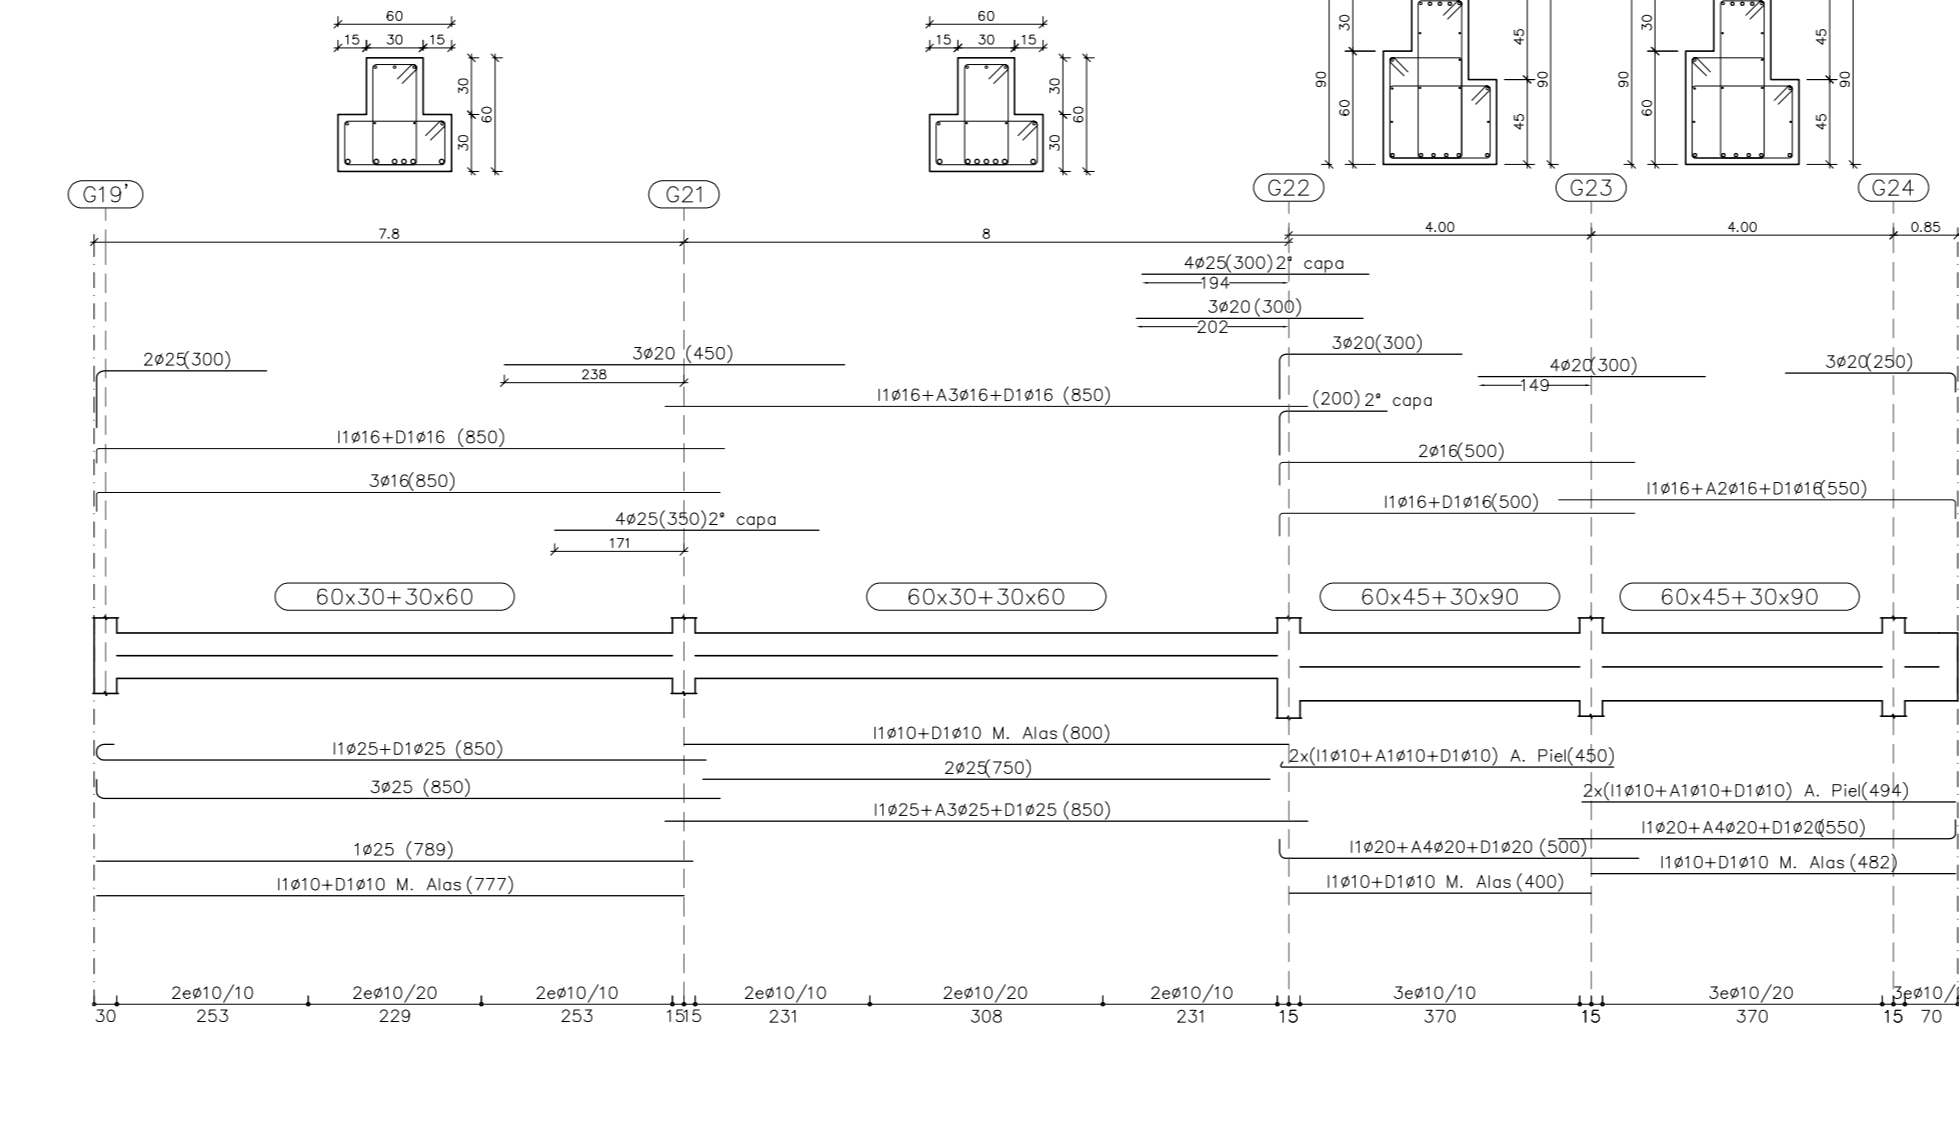 60
15 30 15
30
60
30
60
15 30 15
30
60
30
90
30
60
45
90
45
90
30
60
45
90
45
G19' G21 G22 G23 G24
7.8 8 4.00 4.00 0.85
4ø25(300)2ª capa
194
3ø20(300)
202
3ø20(300)
2ø25(300)
3ø20 (450)
238
4ø20(300)
149
3ø20(250)
I1ø16+A3ø16+D1ø16 (850)
(200)2ª capa
I1ø16+D1ø16 (850)
2ø16(500)
3ø16(850)
I1ø16+A2ø16+D1ø16(550)
I1ø16+D1ø16(500)
4ø25(350)2ª capa
171
60x30+30x60 60x30+30x60 60x45+30x90 60x45+30x90
I1ø10+D1ø10 M. Alas(800)
I1ø25+D1ø25 (850)
2x(I1ø10+A1ø10+D1ø10) A. Piel(450)
2ø25(750)
3ø25 (850)
2x(I1ø10+A1ø10+D1ø10) A. Piel(494)
I1ø25+A3ø25+D1ø25 (850)
I1ø20+A4ø20+D1ø20(550)
1ø25 (789)
I1ø20+A4ø20+D1ø20 (500)
I1ø10+D1ø10 M. Alas(482)
I1ø10+D1ø10 M. Alas(777)
I1ø10+D1ø10 M. Alas(400)
2eø10/10 2eø10/20 2eø10/10 2eø10/10 2eø10/20 2eø10/10 3eø10/10 3eø10/20 3eø10/
30 253 229 253 15 15 231 308 231 15 370 15 370 15 70